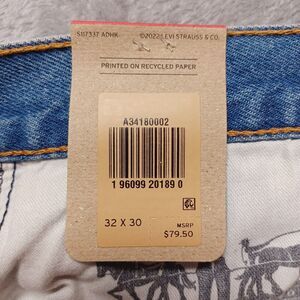 S117337 ADHK ©2022 LEVI STRAUSS & CO.
PRINTED ON RECYCLED PAPER
A34180002
1 96099 20189 0
32 X 30
MSRP
$79.50